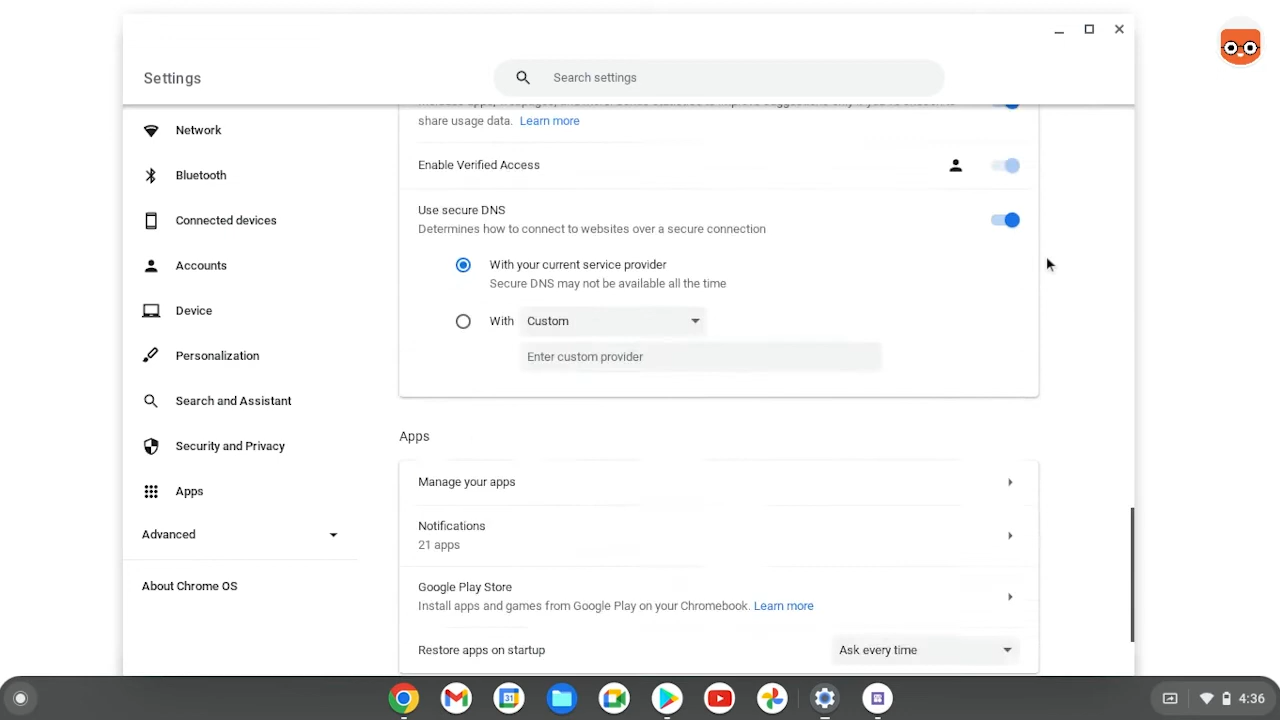 Settings
Search settings
Network
Bluetooth
Connected devices
Accounts
Device
Personalization
Search and Assistant
Security and Privacy
Apps
Advanced
About Chrome OS
share usage data. Learn more
Enable Verified Access
Use secure DNS
Determines how to connect to websites over a secure connection
With your current service provider
Secure DNS may not be available all the time
With Custom
Enter custom provider
Apps
Manage your apps
Notifications
21 apps
Google Play Store
Install apps and games from Google Play on your Chromebook. Learn more
Restore apps on startup
Ask every time
31
4:36